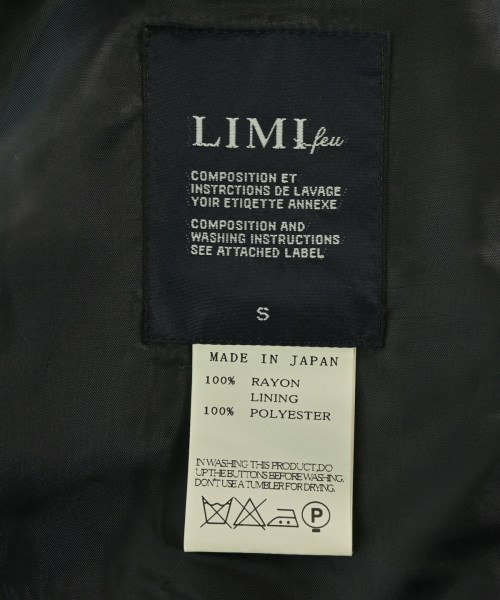 LIMI feu
COMPOSITION ET
INSTRCTIONS DE LAVAGE
YOIR ETIQETTE ANNEXE
COMPOSITION AND
WASHING INSTRUCTIONS
SEE ATTACHED LABEL
S
MADE IN JAPAN
100% RAYON
LINING
100% POLYESTER
IN WASHING THIS PRODUCT,DO
UP THE BUTTONS BEFORE WASHING.
DON'T USE A TUMBLER FOR DRYING.
P